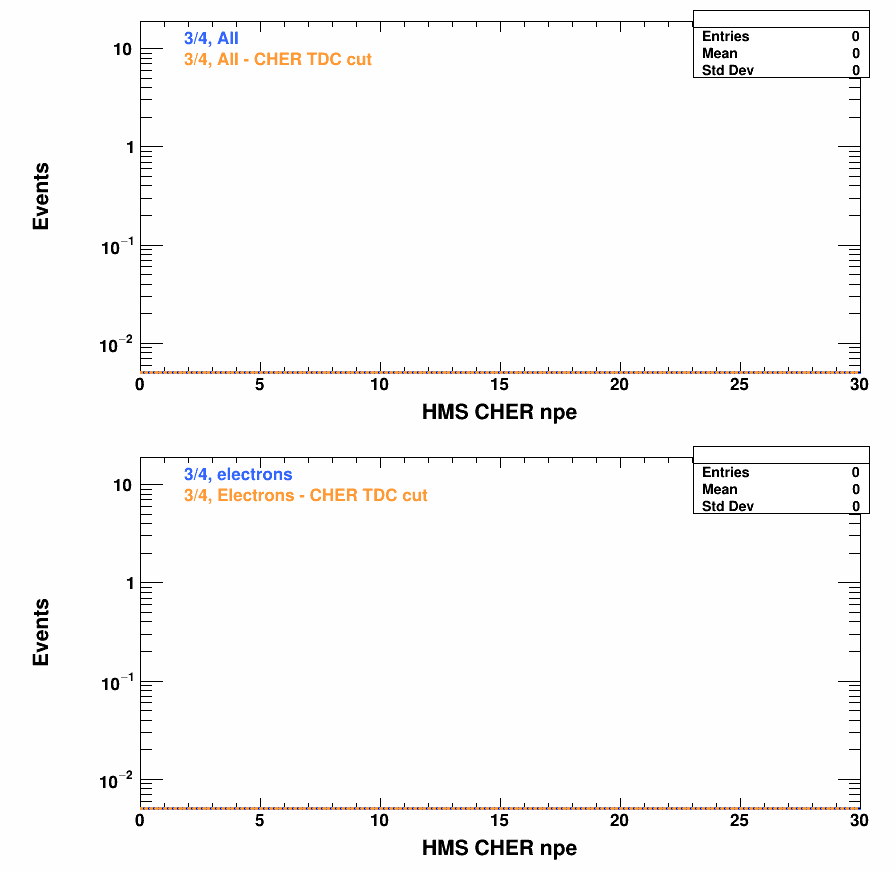 3/4, All
3/4, All - CHER TDC cut
Entries 0
Mean 0
Std Dev 0
10
1
10⁻¹
10⁻²
Events
0 5 10 15 20 25 30
HMS CHER npe
3/4, electrons
3/4, Electrons - CHER TDC cut
Entries 0
Mean 0
Std Dev 0
10
1
10⁻¹
10⁻²
Events
0 5 10 15 20 25 30
HMS CHER npe